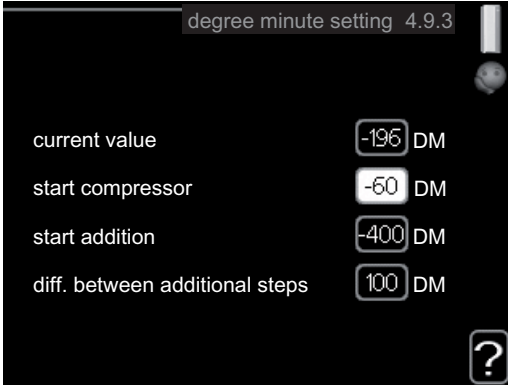 degree minute setting 4.9.3
current value -196 DM
start compressor -60 DM
start addition -400 DM
diff. between additional steps 100 DM
?